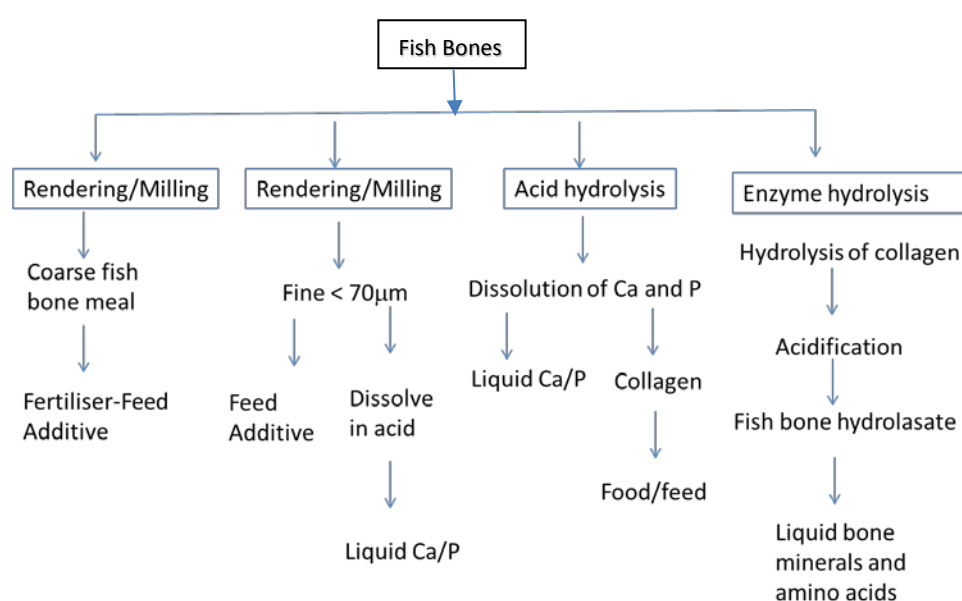 Fish Bones
Rendering/Milling
Coarse fish
bone meal
Fertiliser-Feed
Additive
Rendering/Milling
Fine < 70μm
Feed
Additive
Dissolve
in acid
Liquid Ca/P
Acid hydrolysis
Dissolution of Ca and P
Liquid Ca/P
Collagen
Food/feed
Enzyme hydrolysis
Hydrolysis of collagen
Acidification
Fish bone hydrolasate
Liquid bone
minerals and
amino acids